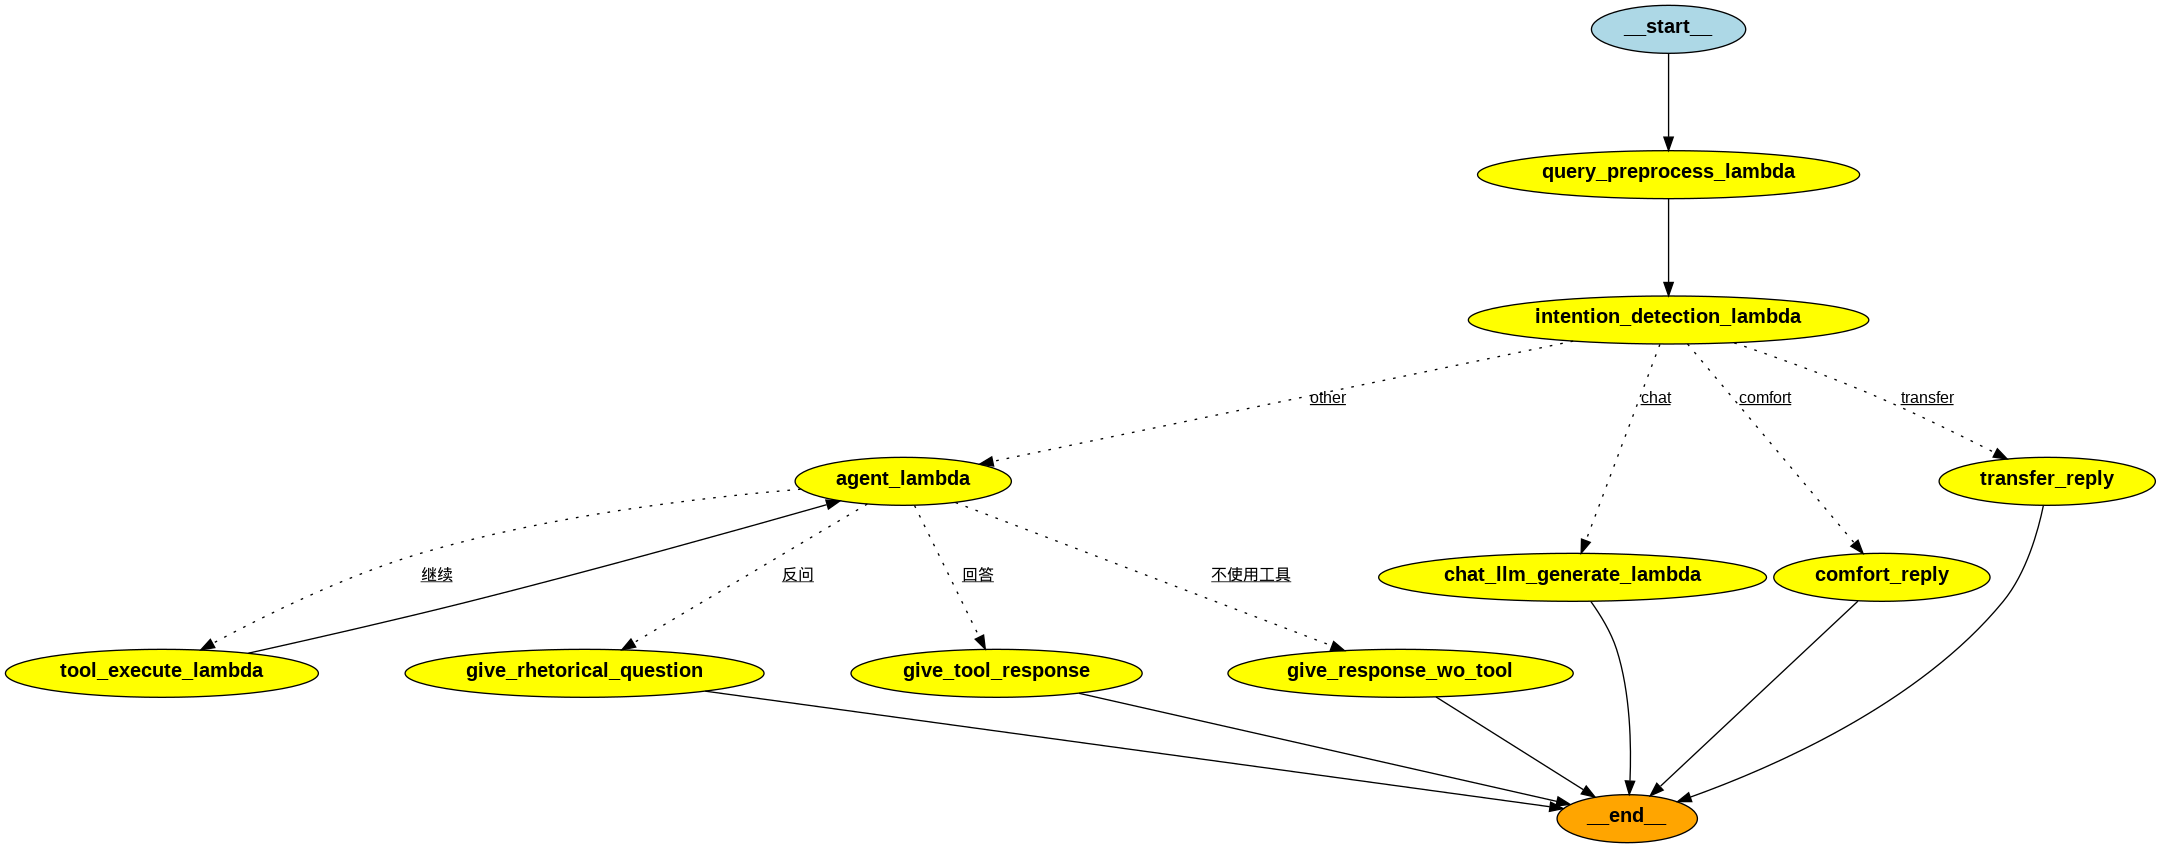 __start__
query_preprocess_lambda
intention_detection_lambda
other
chat
comfort
transfer
agent_lambda
transfer_reply
继续
反问
回答
不使用工具
chat_llm_generate_lambda
comfort_reply
tool_execute_lambda
give_rhetorical_question
give_tool_response
give_response_wo_tool
__end__